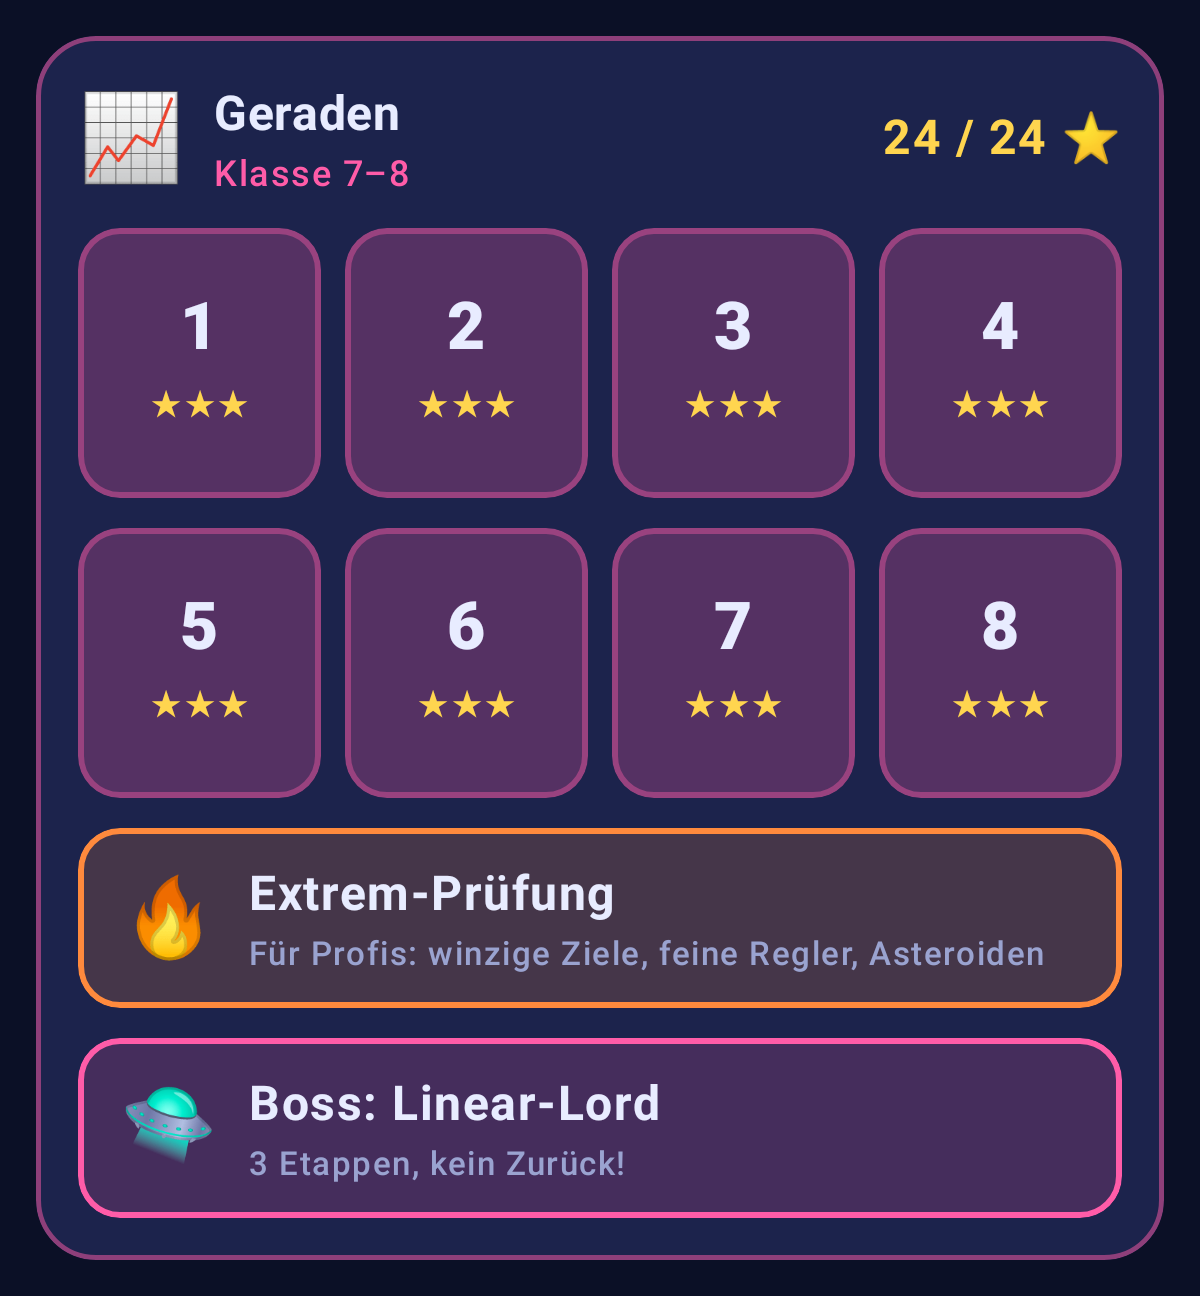 Geraden
Klasse 7–8
24 / 24 ⭐
1
★★★
2
★★★
3
★★★
4
★★★
5
★★★
6
★★★
7
★★★
8
★★★
Extrem-Prüfung
Für Profis: winzige Ziele, feine Regler, Asteroiden
Boss: Linear-Lord
3 Etappen, kein Zurück!